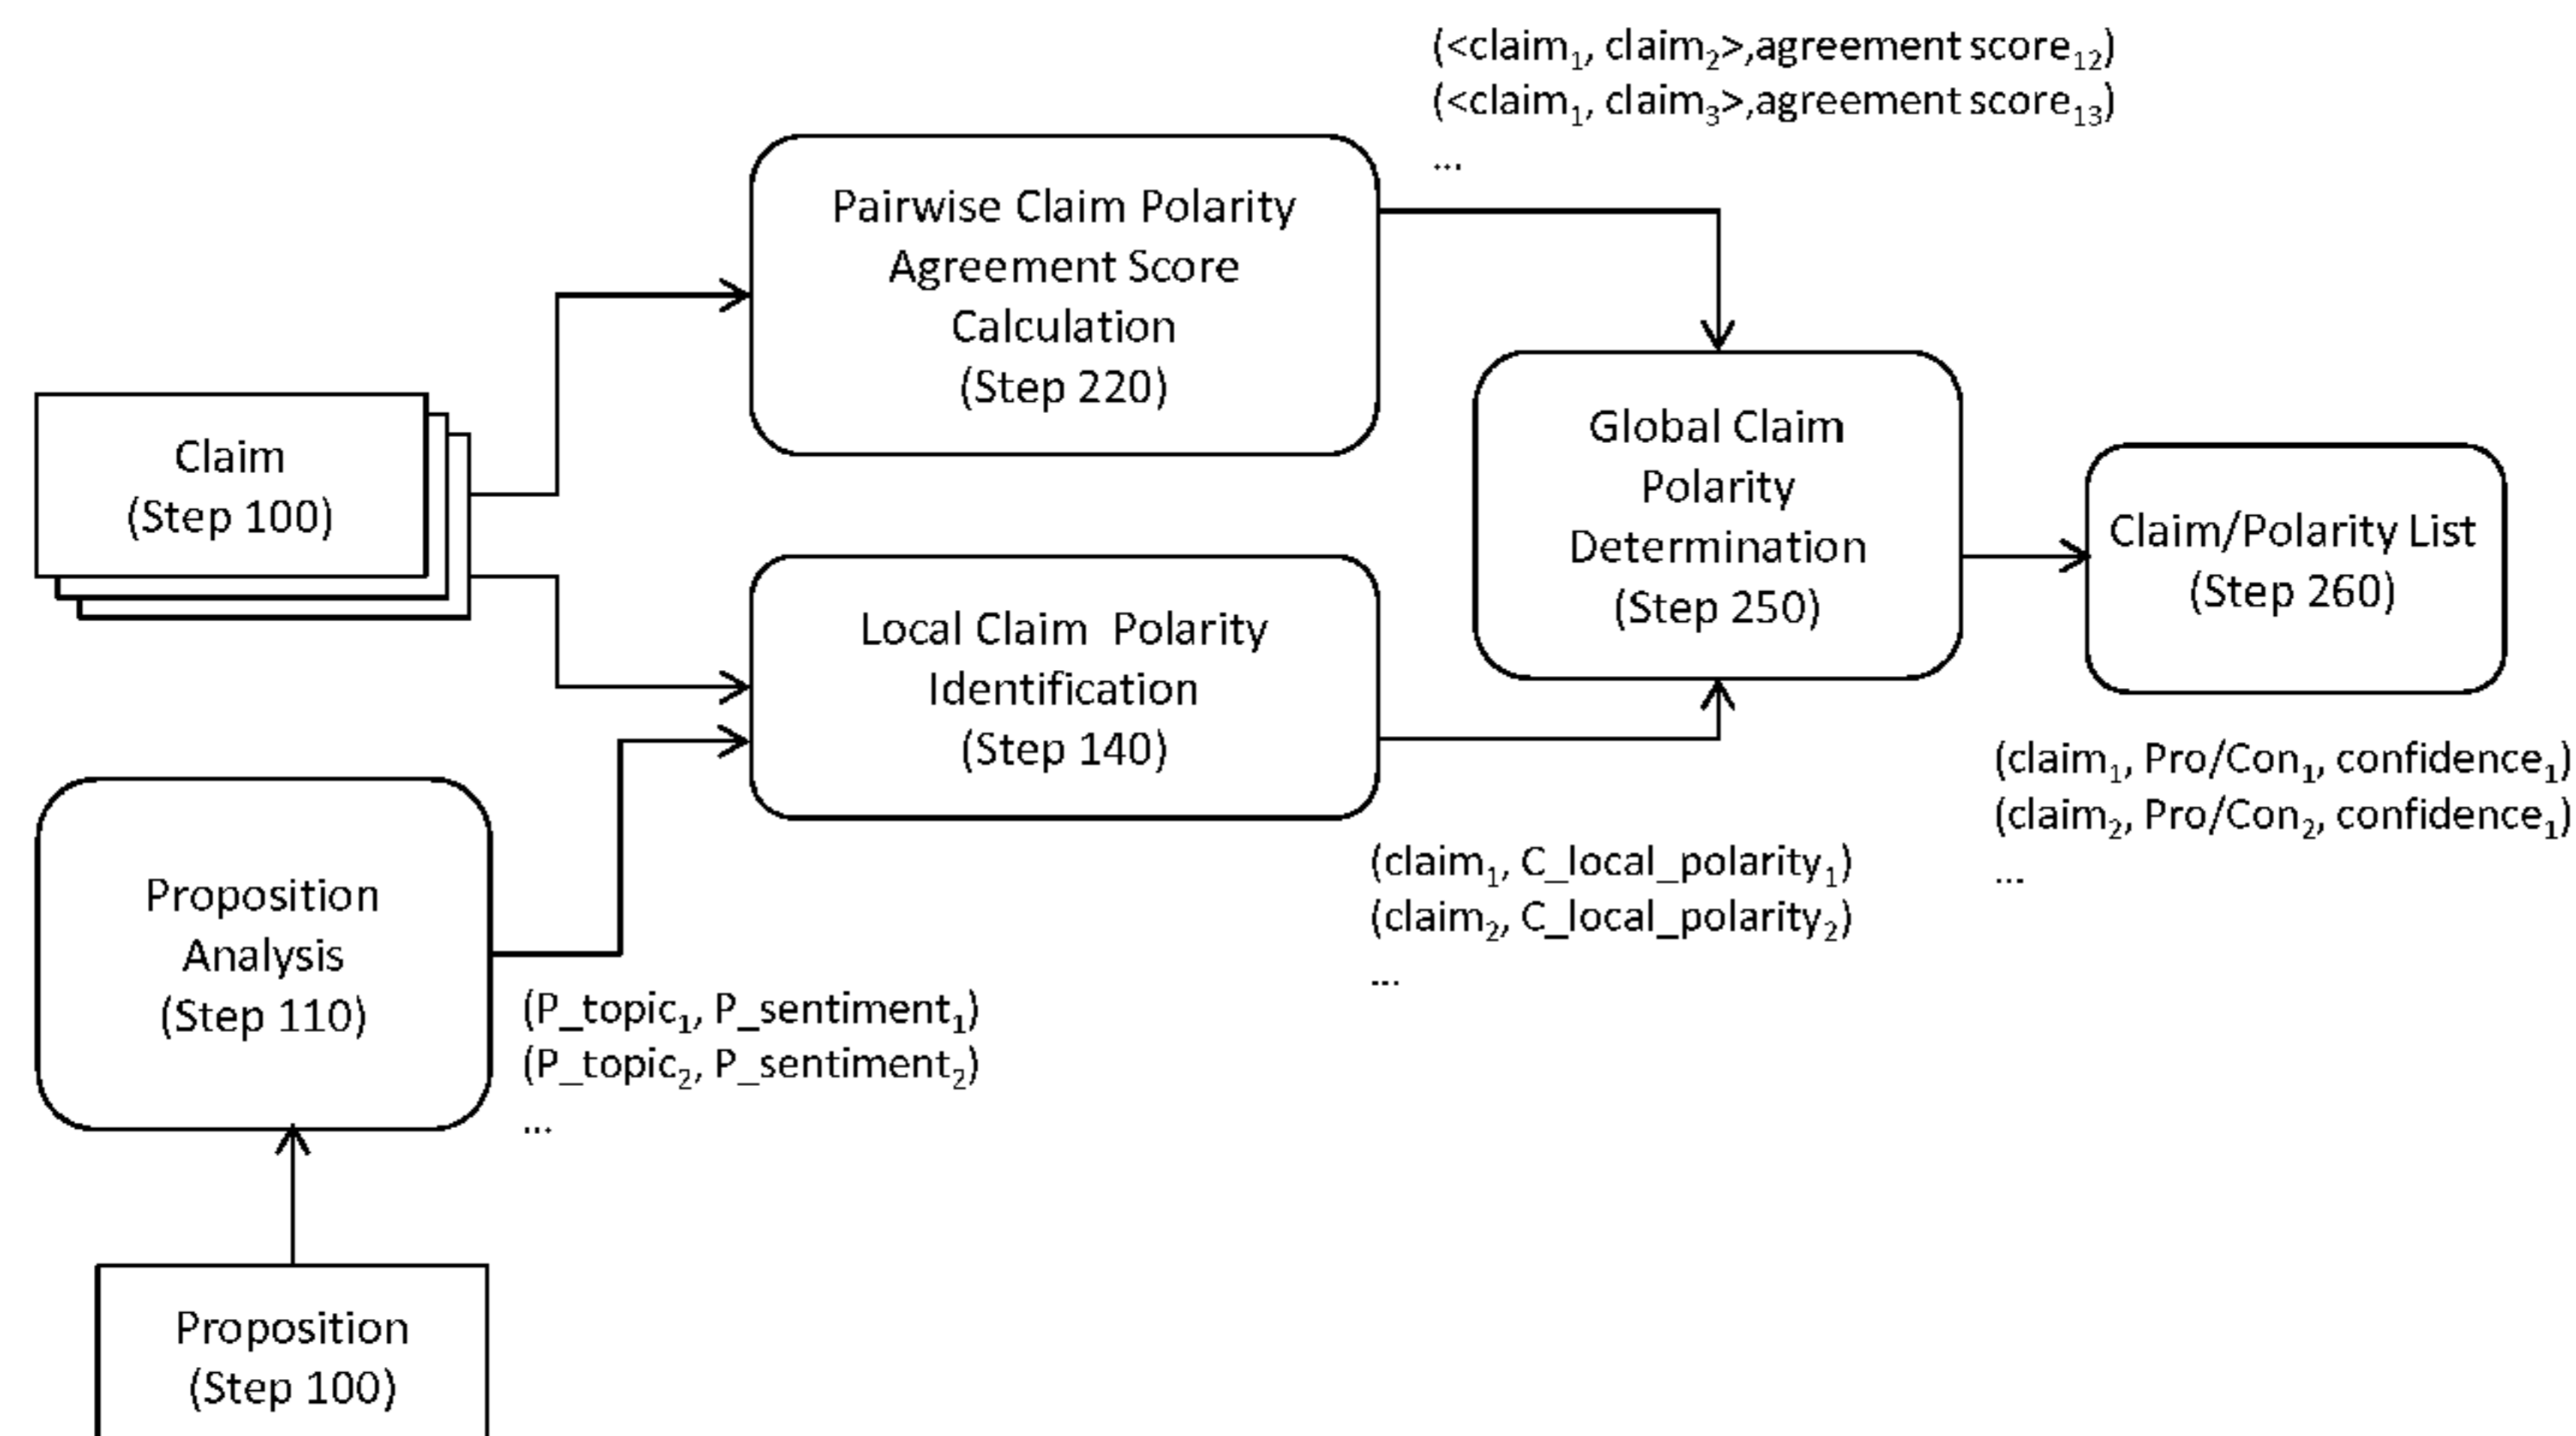 (<claim₁, claim₂>,agreement score₁₂)
(<claim₁, claim₃>,agreement score₁₃)
...
Pairwise Claim Polarity
Agreement Score
Calculation
(Step 220)
Claim
(Step 100)
Global Claim
Polarity
Determination
(Step 250)
Claim/Polarity List
(Step 260)
Local Claim Polarity
Identification
(Step 140)
(claim₁, Pro/Con₁, confidence₁)
(claim₂, Pro/Con₂, confidence₁)
...
(claim₁, C_local_polarity₁)
(claim₂, C_local_polarity₂)
...
Proposition
Analysis
(Step 110)
(P_topic₁, P_sentiment₁)
(P_topic₂, P_sentiment₂)
...
Proposition
(Step 100)